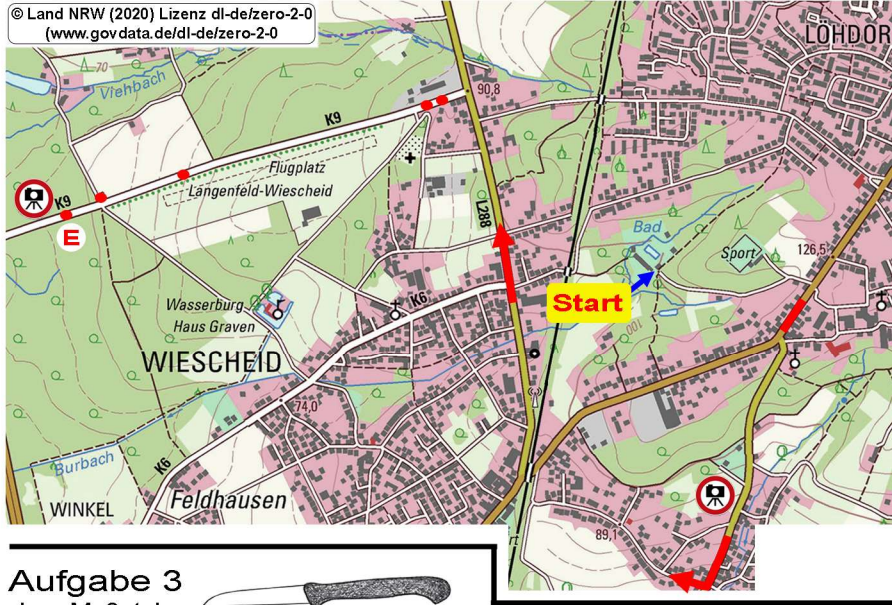 © Land NRW (2020) Lizenz dl-de/zero-2-0
(www.govdata.de/dl-de/zero-2-0
LÖHDOR
70
Viehbach
90,8
K9
Flugplatz
Langenfeld-Wiescheid
K9
E
L288
Bad
Sport
126,5
Start
K6
Wasserburg
Haus Graven
100
WIESCHEID
74,0
Burbach
K6
WINKEL
Feldhausen
89,1
Aufgabe 3